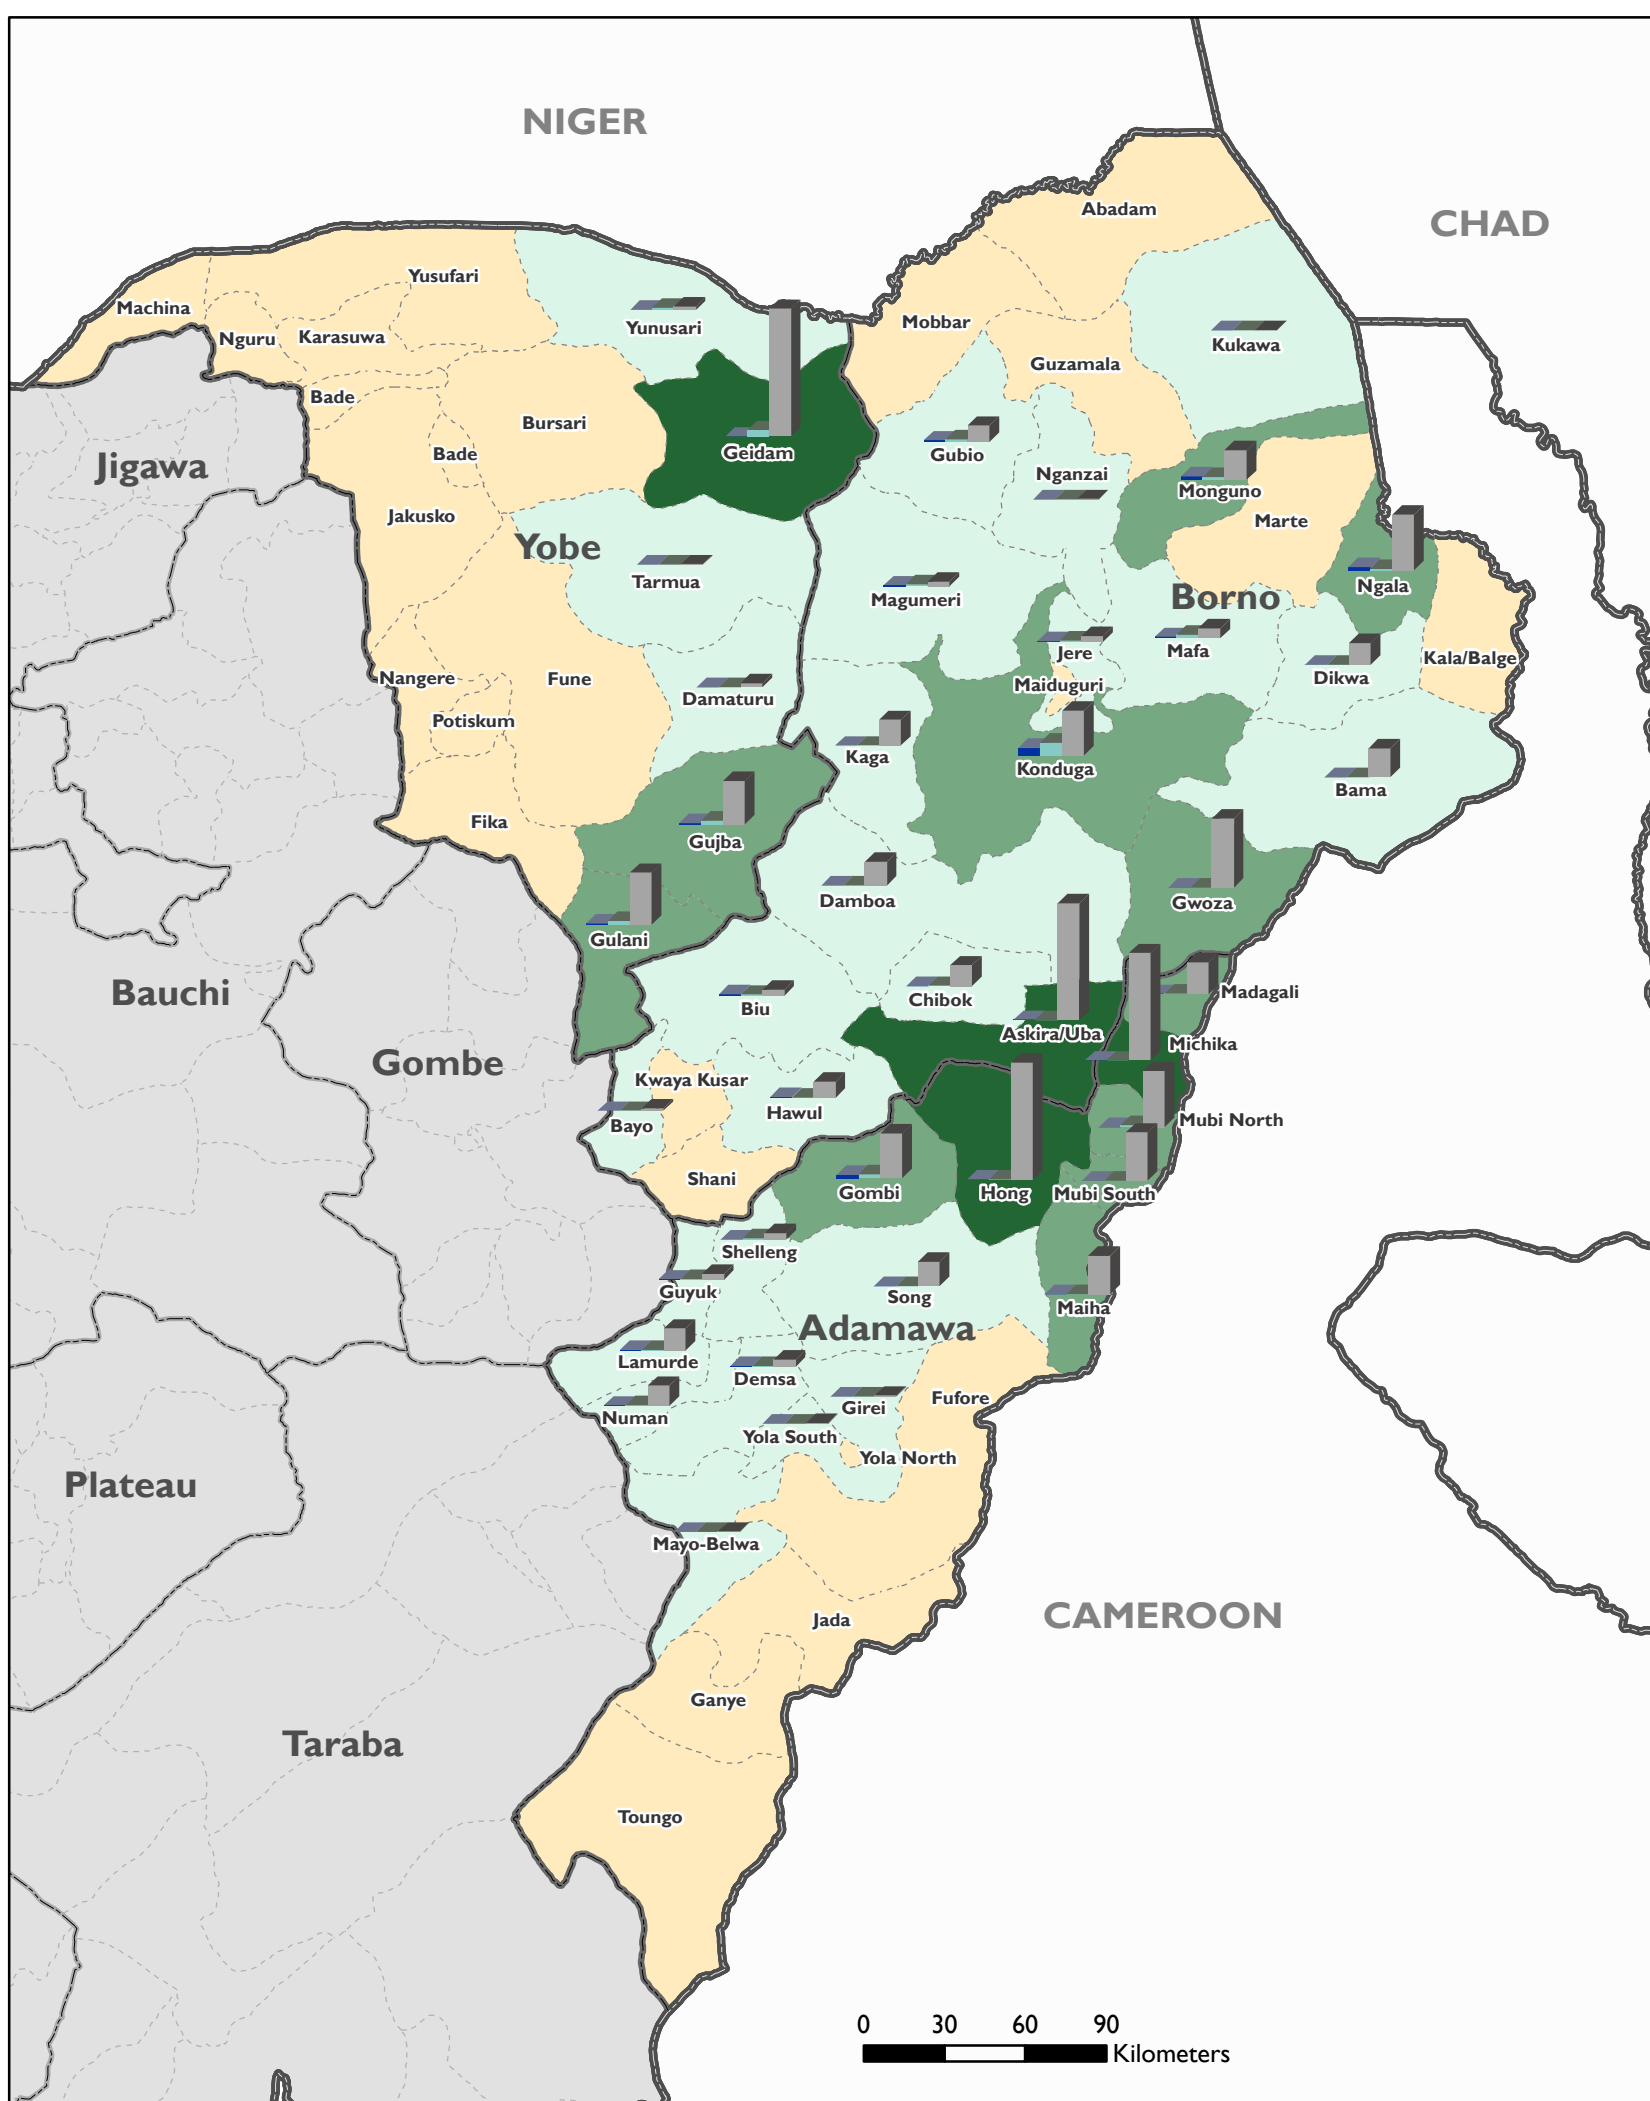 NIGER
Abadam
CHAD
Yusufari
Machina
Yunusari
Mobbar
Nguru
Karasuwa
Kukawa
Guzamala
Bade
Bursari
Geidam
Gubio
Bade
Jigawa
Nganzai
Monguno
Jakusko
Marte
Yobe
Tarmua
Ngala
Magumeri
Borno
Jere
Mafa
Kala/Balge
Nangere
Fune
Maiduguri
Dikwa
Damaturu
Potiskum
Kaga
Konduga
Bama
Fika
Gujba
Damboa
Gwoza
Gulani
Bauchi
Biu
Chibok
Madagali
Askira/Uba
Michika
Gombe
Kwaya Kusar
Hawul
Bayo
Mubi North
Shani
Gombi
Hong
Mubi South
Shelleng
Guyuk
Song
Maiha
Adamawa
Lamurde
Demsa
Girei
Fufore
Numan
Yola South
Yola North
Plateau
Mayo-Belwa
CAMEROON
Jada
Ganye
Taraba
Toungo
0 30 60 90
Kilometers